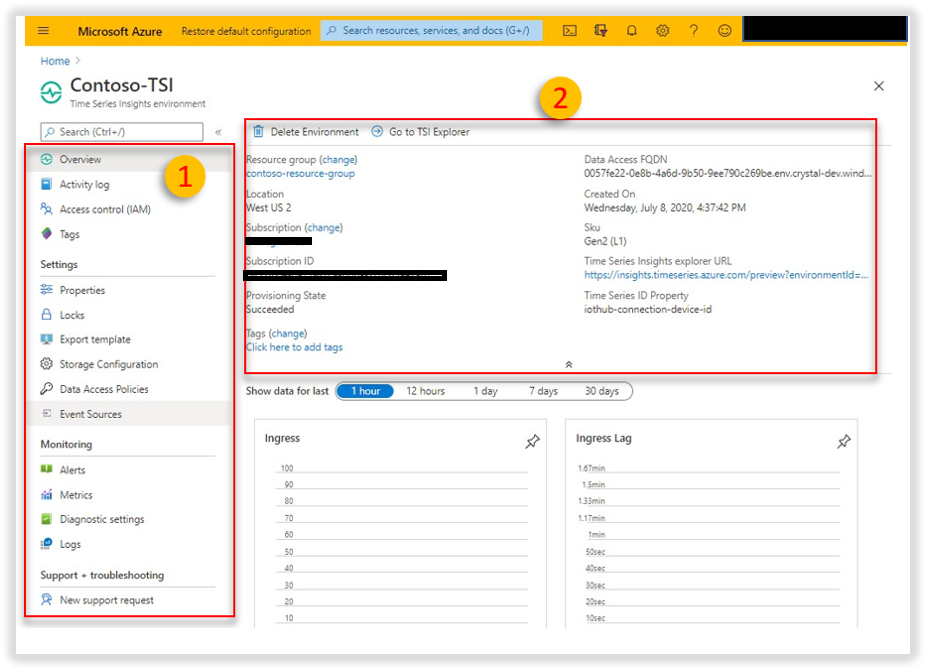 Microsoft Azure
Restore default configuration
Search resources, services, and docs (G+/)
Home
Contoso-TSI
Time Series Insights environment
Search (Ctrl+/)
«
1
Overview
Activity log
Access control (IAM)
Tags
Settings
Properties
Locks
Export template
Storage Configuration
Data Access Policies
Event Sources
Monitoring
Alerts
Metrics
Diagnostic settings
Logs
Support + troubleshooting
New support request
2
Delete Environment
Go to TSI Explorer
Resource group (change)
contoso-resource-group
Location
West US 2
Subscription (change)
Subscription ID
Provisioning State
Succeeded
Tags (change)
Click here to add tags
Data Access FQDN
0057fe22-0e8b-4a6d-9b50-9ee790c269be.env.crystal-dev.wind...
Created On
Wednesday, July 8, 2020, 4:37:42 PM
Sku
Gen2 (L1)
Time Series Insights explorer URL
https://insights.timeseries.azure.com/preview?environmentId=...
Time Series ID Property
iothub-connection-device-id
Show data for last
1 hour
12 hours
1 day
7 days
30 days
Ingress
100
90
80
70
60
50
40
30
20
10
Ingress Lag
1.67min
1.5min
1.33min
1.17min
1min
50sec
40sec
30sec
20sec
10sec